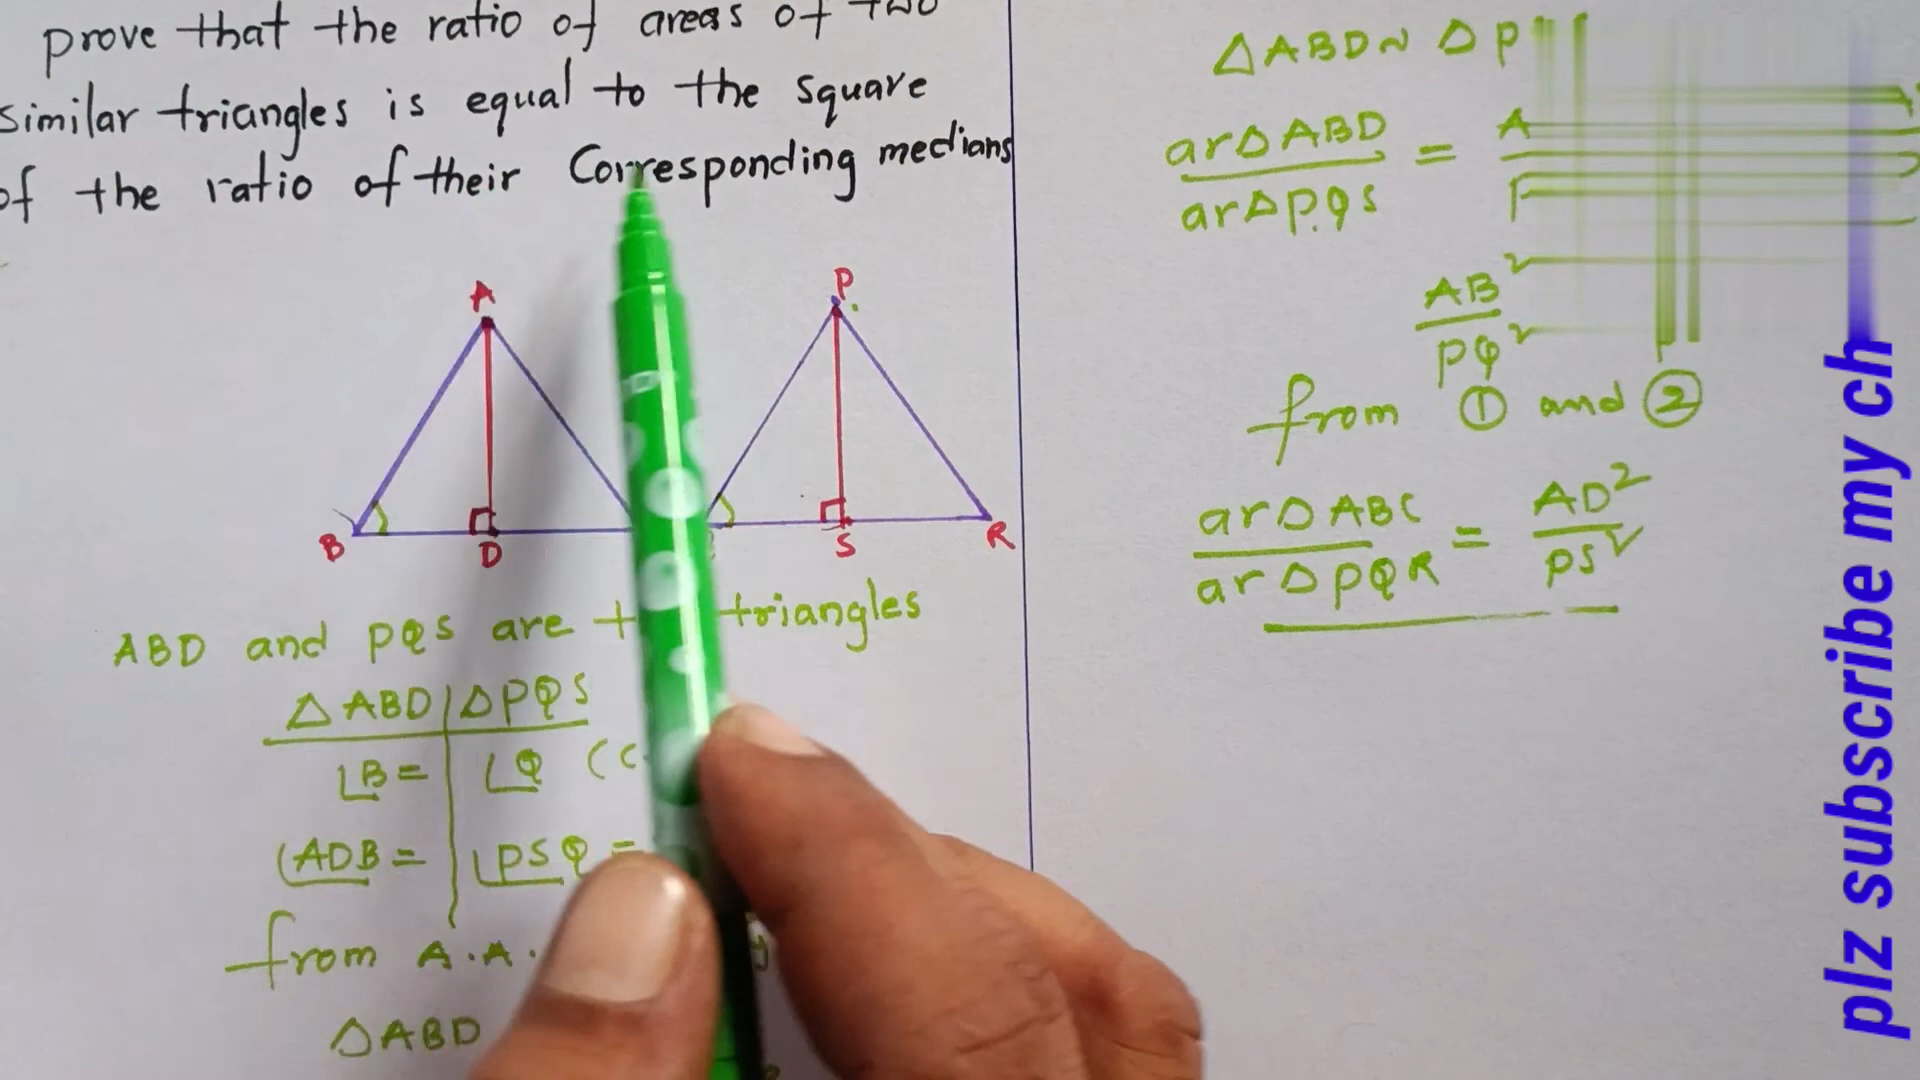 prove that the ratio of areas of two
similar triangles is equal to the square
of the ratio of their Corresponding medians
A
P
B
D
S
R
ABD and PQS are triangles
△ABD △PQS
∠B= ∠Q
∠ADB= ∠PSQ =
from A.A.
△ABD
△ABD ~ △P
ar△ABD = A
ar△PQS
AB²
PQ²
from ① and ②
ar△ABC = AD²
ar△PQR PS²
plz subscribe my ch